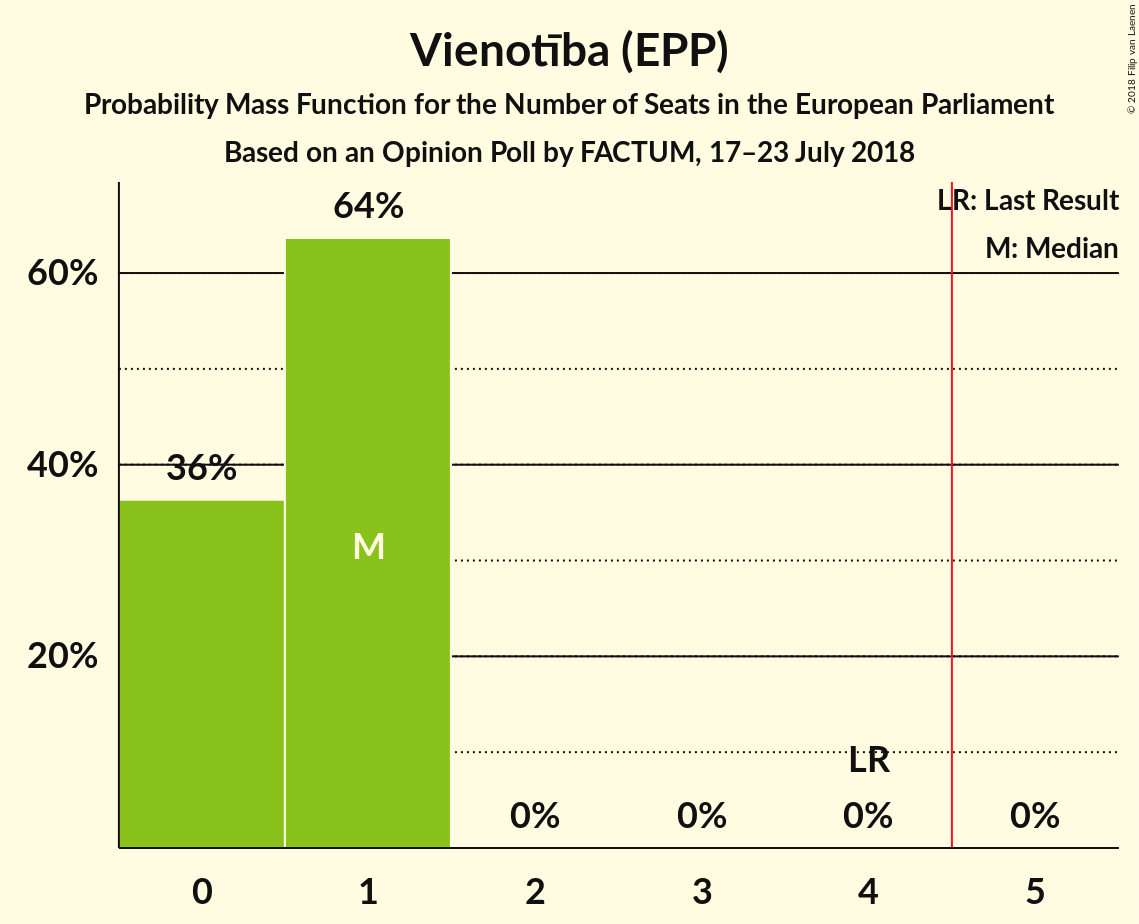 Vienotība (EPP)
Probability Mass Function for the Number of Seats in the European Parliament
Based on an Opinion Poll by FACTUM, 17–23 July 2018
© 2018 Filip van Laenen
LR: Last Result
M: Median
64%
60%
40%
36%
M
20%
LR
0%
0%
0%
0%
0
1
2
3
4
5